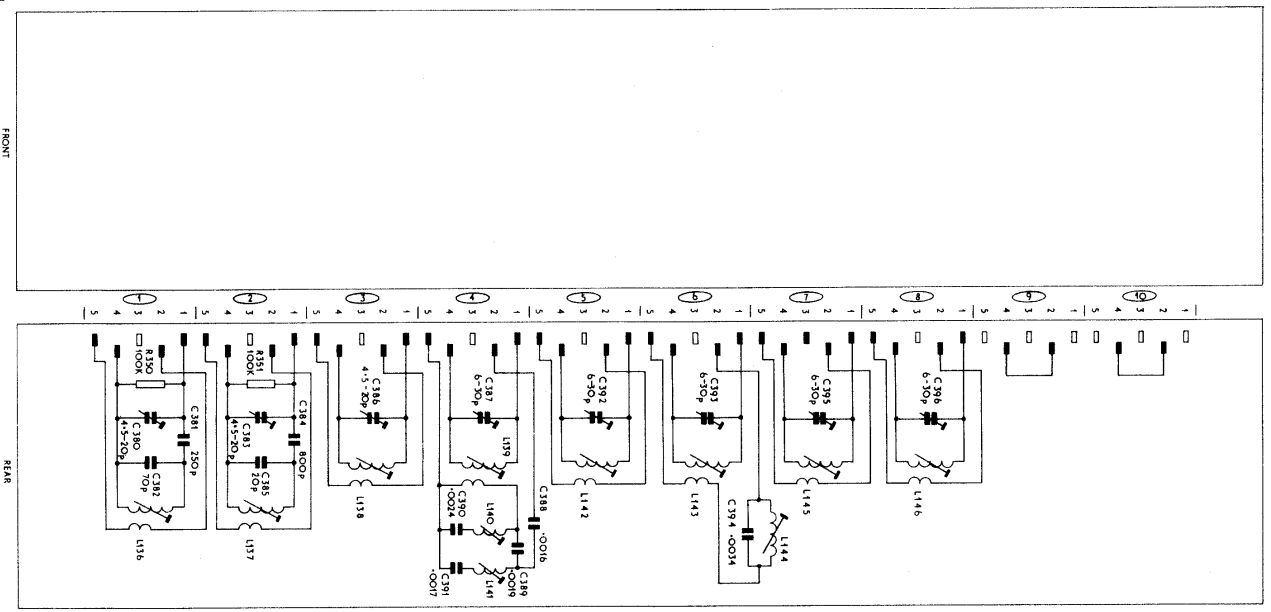 FRONT
1 2 3 4 5 6 7 8 9 10
5 4 3 2 1 5 4 3 2 1 5 4 3 2 1 5 4 3 2 1 5 4 3 2 1 5 4 3 2 1 5 4 3 2 1 5 4 3 2 1 5 4 3 2 1 5 4 3 2 1
REAR
R350
100K
C381
250p
C380
4·5-20p
C382
70p
L136
R351
100K
C384
800p
C383
4·5-20p
C385
20p
L137
C386
4·5-20p
L138
C387
6-30p
L139
C388
·0016
C390
·0024
L140
C389
·0019
C391
·0017
L141
C392
6-30p
L142
C393
6-30p
L143
C394 ·0034
L144
C395
6-30p
L145
C396
6-30p
L146